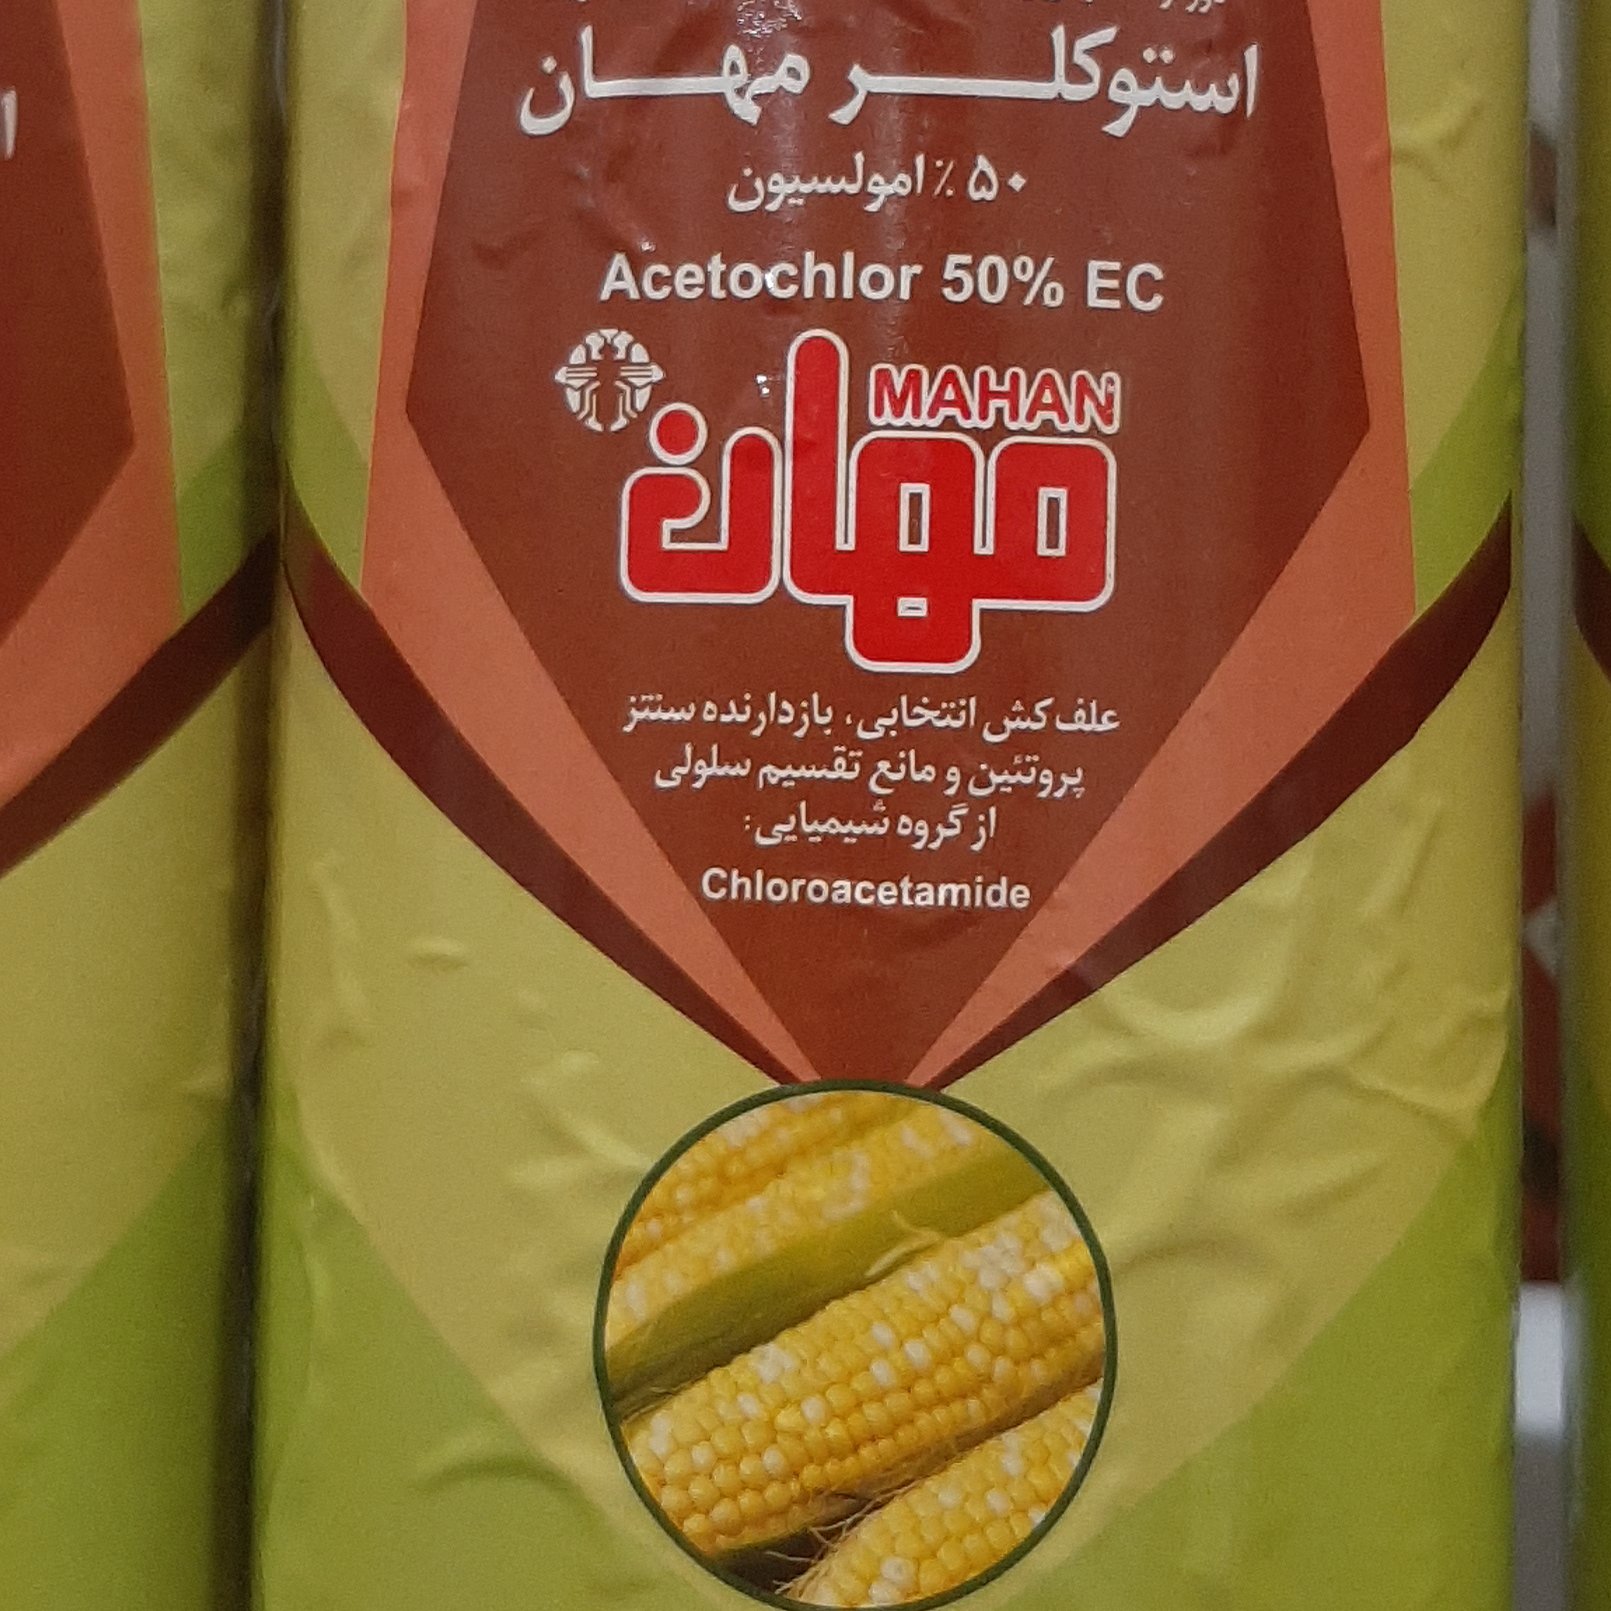 استوکلر مهان
۵۰٪ امولسیون
Acetochlor 50% EC
MAHAN
مهان
علف‌کش انتخابی، بازدارنده سنتز
پروتئین و مانع تقسیم سلولی
از گروه شیمیایی:
Chloroacetamide